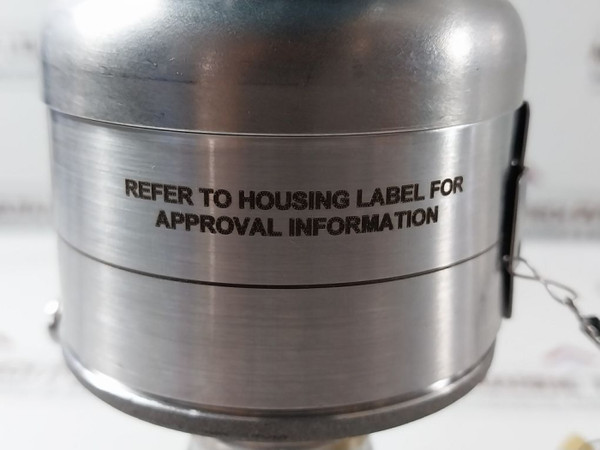 REFER TO HOUSING LABEL FOR
APPROVAL INFORMATION